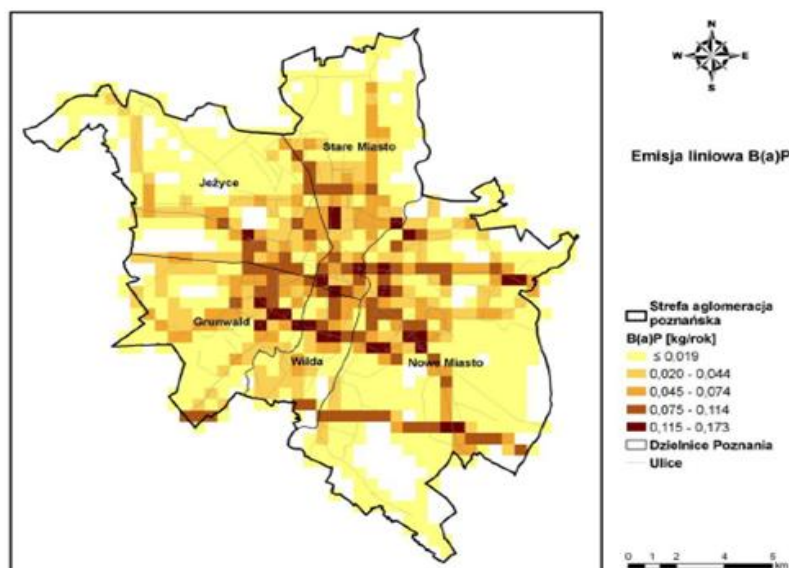 N
W E
S
Emisja liniowa B(a)P
Stare Miasto
Jeżyce
Grunwald
Wilda
Nowe Miasto
Strefa aglomeracja
poznańska
B(a)P [kg/rok]
≤ 0,019
0,020 - 0,044
0,045 - 0,074
0,075 - 0,114
0,115 - 0,173
Dzielnice Poznania
Ulice
0 1 2 4 6
km